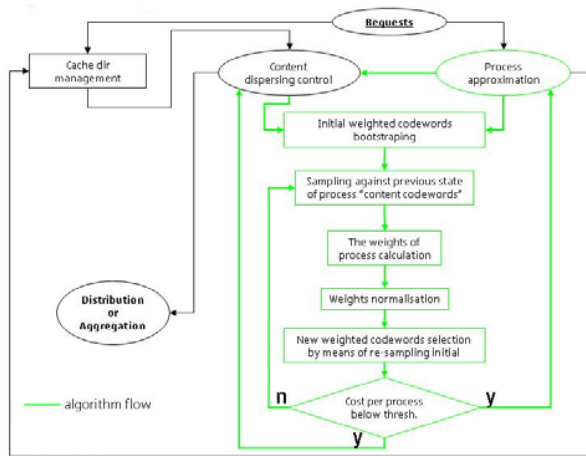 Requests
Cache dir
management
Content
dispersing control
Process
approximation
Initial weighted codewords
bootstraping
Sampling against previous state
of process "content codewords"
The weights of
process calculation
Weights normalisation
Distribution
or
Aggregation
New weighted codewords selection
by means of re-sampling initial
n
Cost per process
below thresh.
y
y
algorithm flow